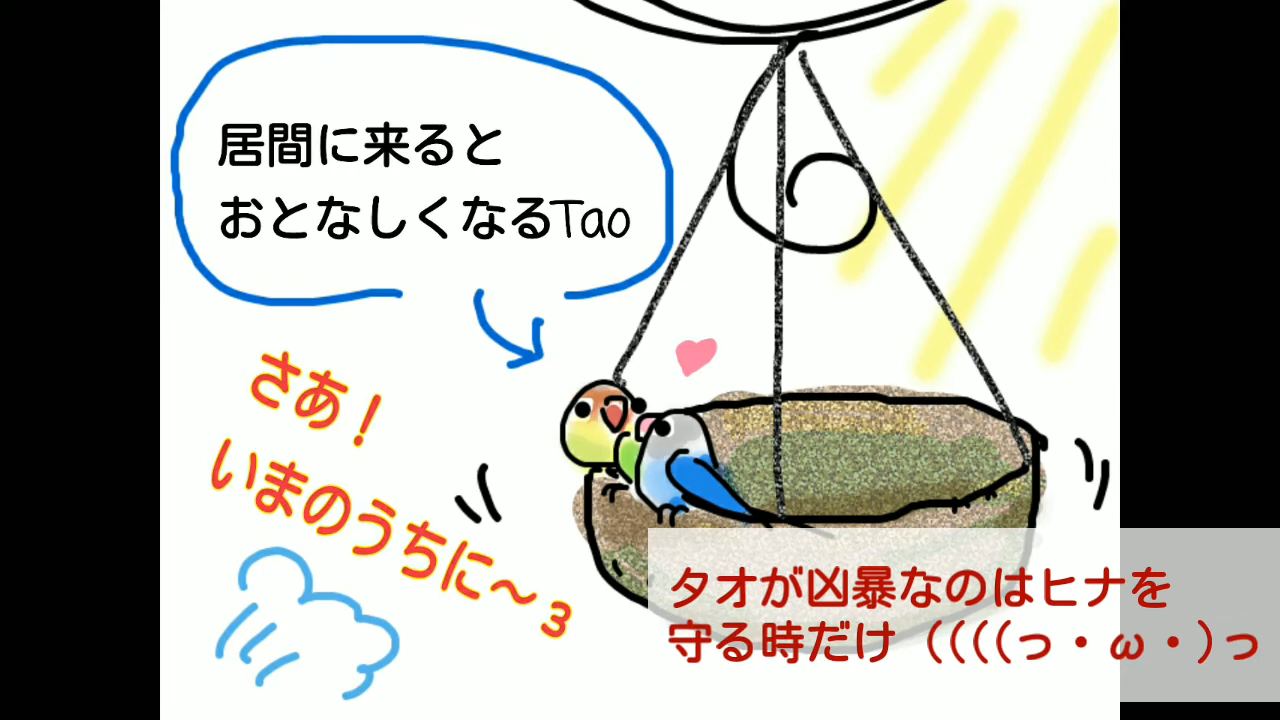 居間に来ると
おとなしくなるTao
さあ！
いまのうちに～３
タオが凶暴なのはヒナを
守る時だけ（（（（っ・ω・）っ